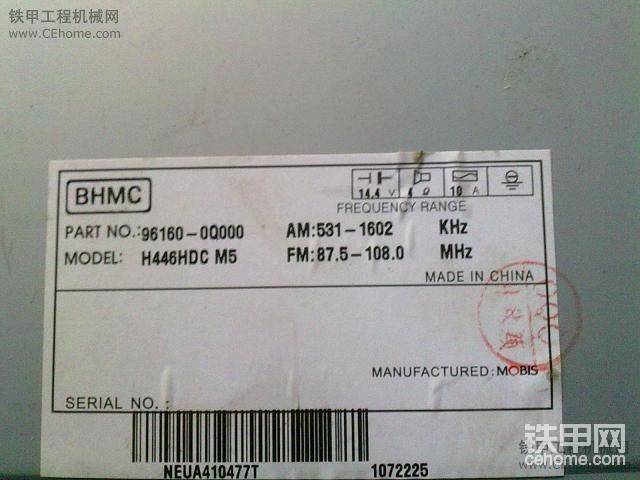 铁甲工程机械网
www.CEhome.com
BHMC
14.4 V 4 Ω 10 A
FREQUENCY RANGE
PART NO.:96160-0Q000 AM:531-1602 KHz
MODEL: H446HDC M5 FM:87.5-108.0 MHz
MADE IN CHINA
MANUFACTURED: MOBIS
SERIAL NO. :
NEUA410477T 1072225
铁甲网
cehome.com